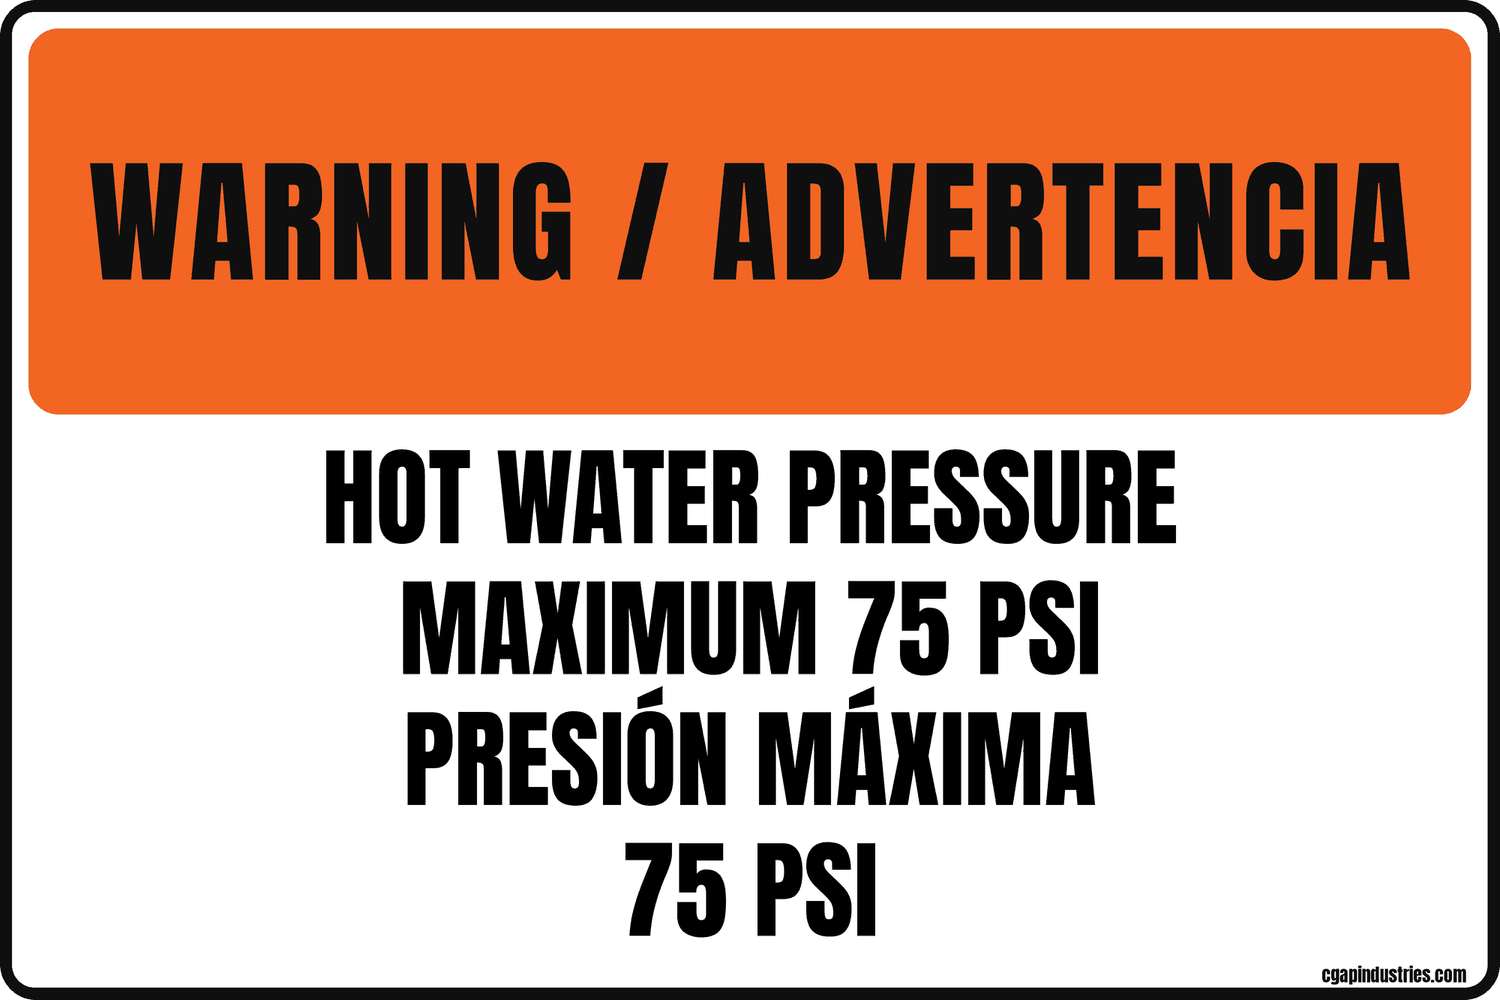 WARNING / ADVERTENCIA
HOT WATER PRESSURE
MAXIMUM 75 PSI
PRESIÓN MÁXIMA
75 PSI
cgapindustries.com